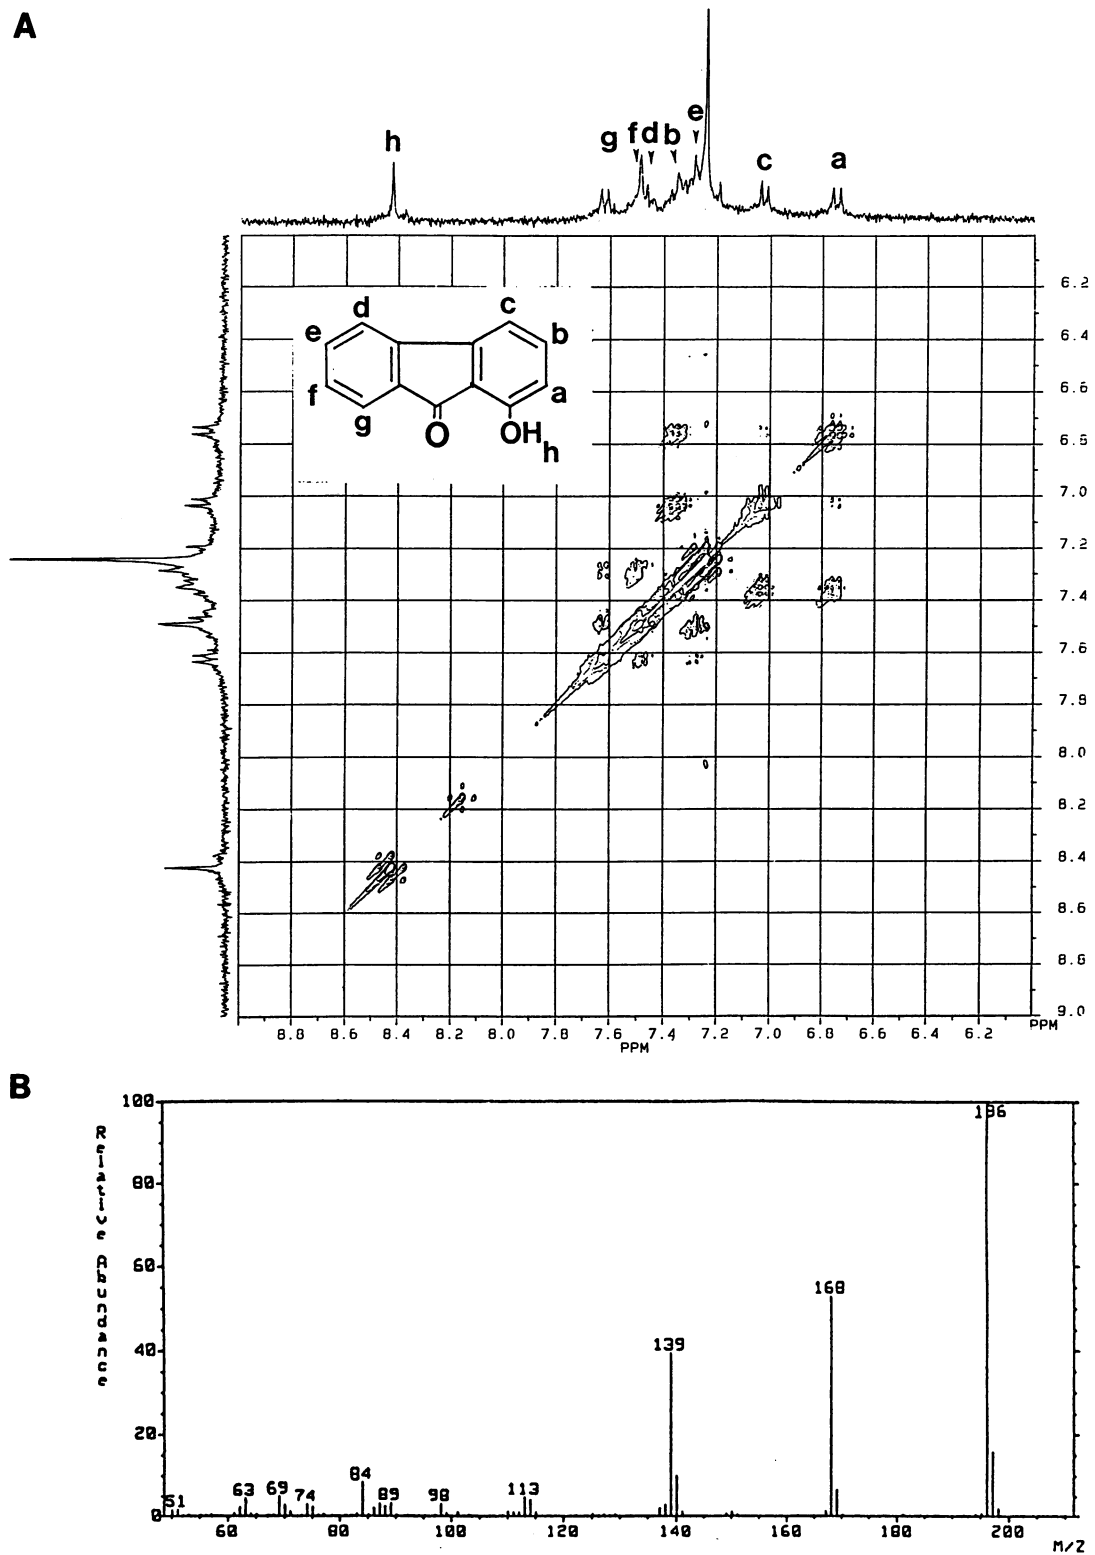 A
h g f d b e c a
6.2
6.4
6.6
6.8
7.0
7.2
7.4
7.6
7.8
8.0
8.2
8.4
8.6
8.8
9.0
d c
e b
f a
g O OH h
8.8 8.6 8.4 8.2 8.0 7.8 7.6 7.4 7.2 7.0 6.8 6.6 6.4 6.2 PPM
PPM
B
Relative Abundance
100
80
60
40
20
0
51 63 69 74 84 89 98 113 139 168 196
60 80 100 120 140 160 180 200
M/Z